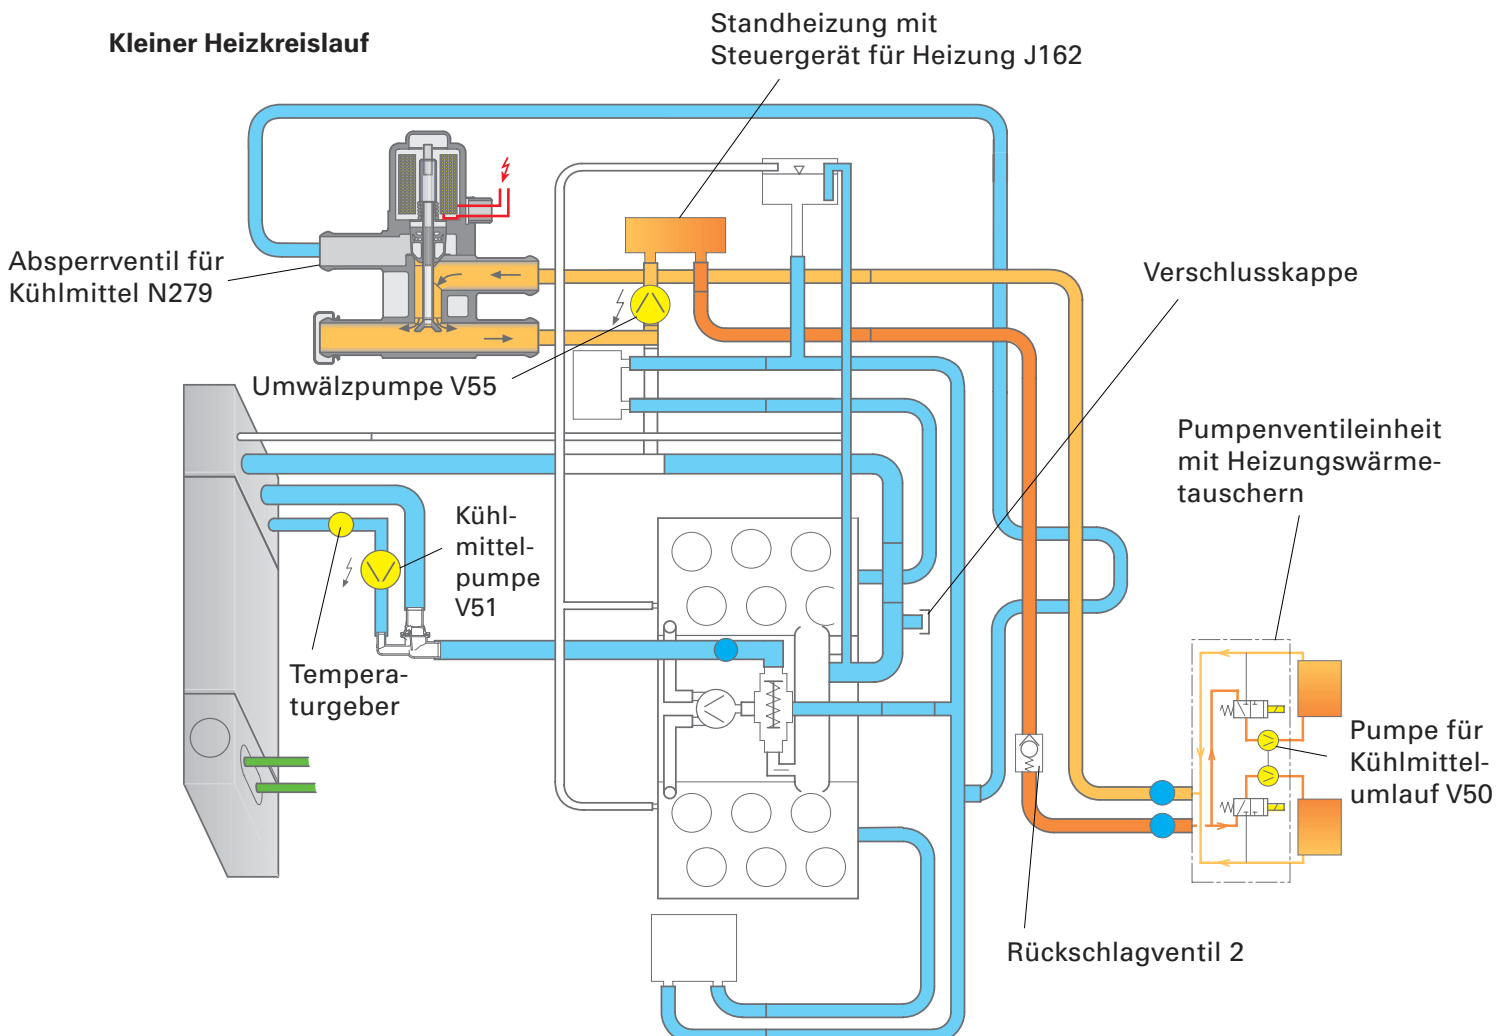 Kleiner Heizkreislauf
Standheizung mit
Steuergerät für Heizung J162
Absperrventil für
Kühlmittel N279
Verschlusskappe
Umwälzpumpe V55
Pumpenventileinheit
mit Heizungswärme-
tauschern
Kühl-
mittel-
pumpe
V51
Tempera-
turgeber
Pumpe für
Kühlmittel-
umlauf V50
Rückschlagventil 2